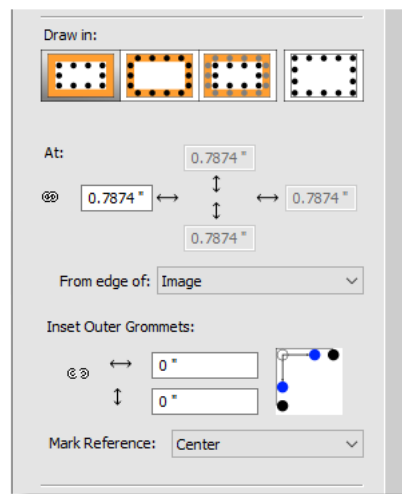 Draw in:
At:
0.7874 "
0.7874 "
0.7874 "
0.7874 "
From edge of: Image
Inset Outer Grommets:
0 "
0 "
Mark Reference: Center